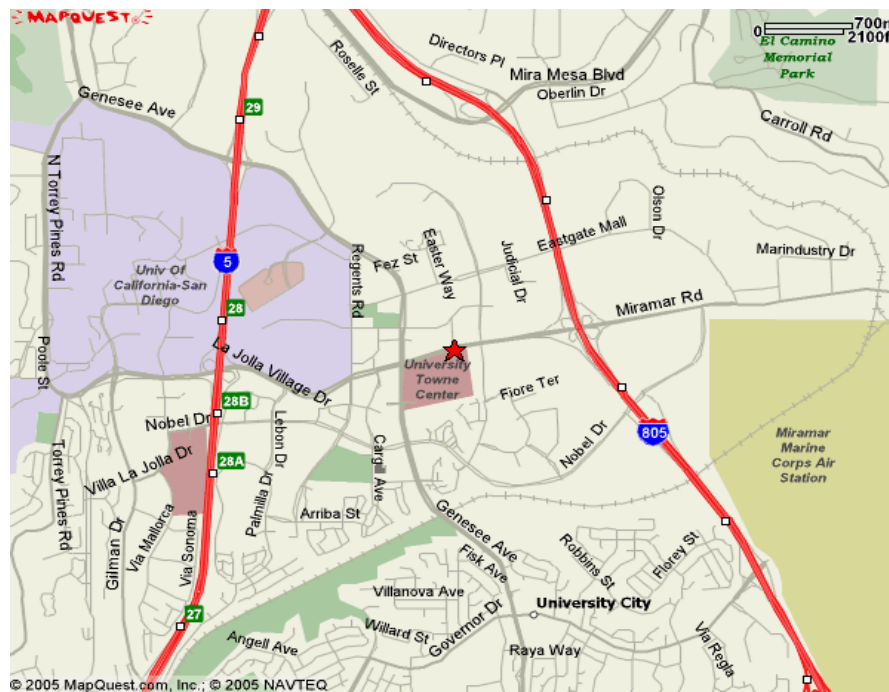 MAPQUEST
700m
2100f
El Camino
Memorial
Park
Directors Pl
Roselle St
Mira Mesa Blvd
Oberlin Dr
Genesee Ave
29
Carroll Rd
N Torrey Pines Rd
Olson Dr
Eastgate Mall
Easter Way
Judicial Dr
Fez St
Regents Rd
Marindustry Dr
5
Univ Of
California-San
Diego
28
Miramar Rd
La Jolla Village Dr
Poole St
University
Towne
Center
Fiore Ter
28B
Nobel Dr
Lebon Dr
Nobel Dr
805
Miramar
Marine
Corps Air
Station
Torrey Pines Rd
Villa La Jolla Dr
28A
Palmilla Dr
Cargill Ave
Arriba St
Gilman Dr
Via Mallorca
Via Sonoma
Genesee Ave
Fisk Ave
Robbins St
Florey St
Villanova Ave
27
University City
Governor Dr
Willard St
Angell Ave
Raya Way
Via Regla
© 2005 MapQuest.com, Inc.; © 2005 NAVTEQ